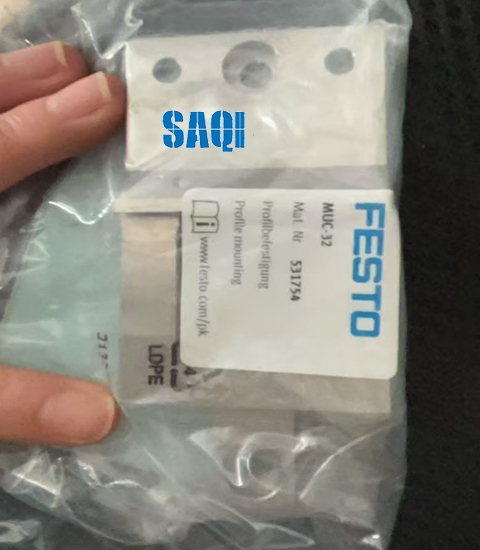 SAQI
FESTO
MUC-32
Mat. Nr 531754
Profilbefestigung
Profile mounting
www.festo.com/pk
LDPE